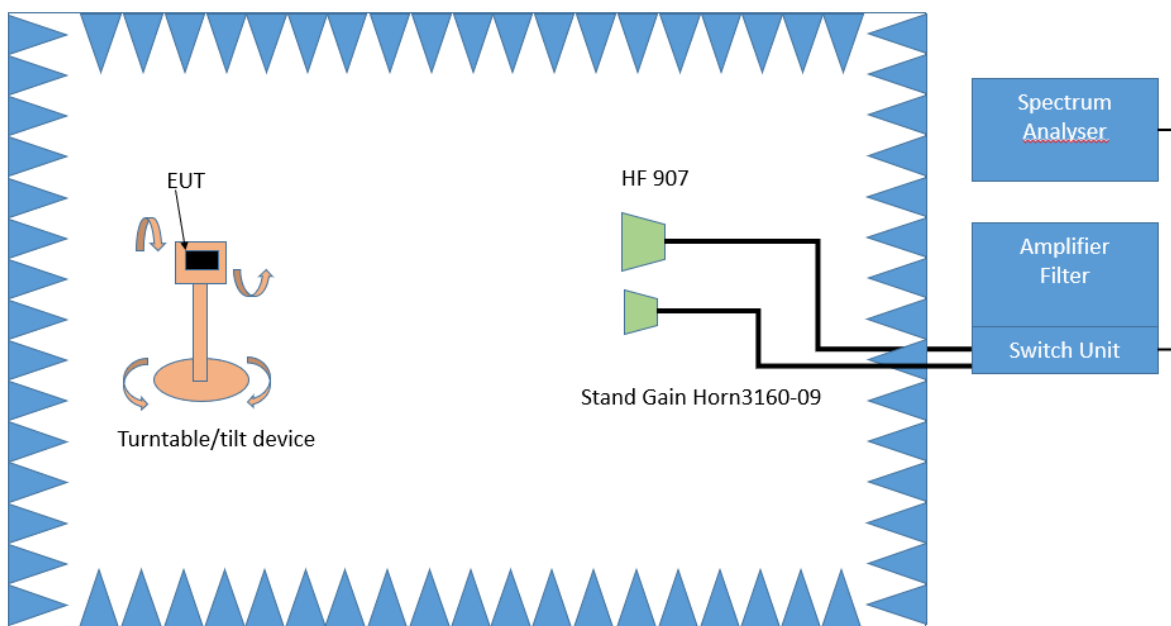 Spectrum
Analyser
EUT
HF 907
Amplifier
Filter
Switch Unit
Stand Gain Horn3160-09
Turntable/tilt device